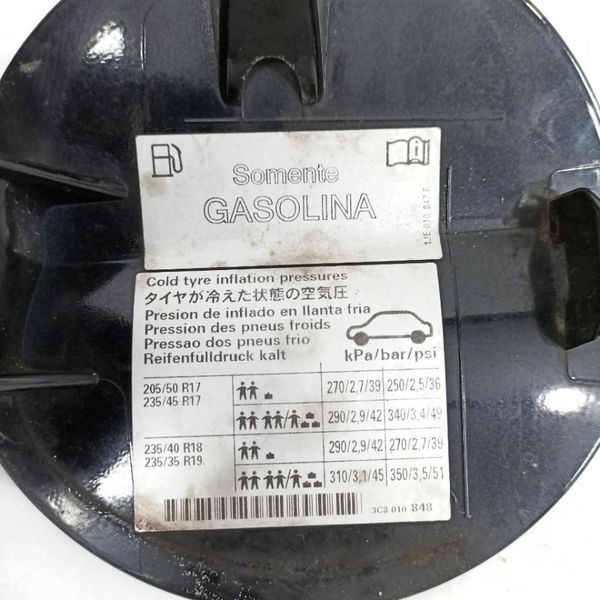 Somente
GASOLINA
1JE 010 847 F
Cold tyre inflation pressures
タイヤが冷えた状態の空気圧
Presion de inflado en llanta fria
Pression des pneus froids
Pressao dos pneus frio
Reifenfülldruck kalt
kPa/bar/psi
205/50 R17
235/45 R17
270/2,7/39 250/2,5/36
290/2,9/42 340/3,4/49
235/40 R18
235/35 R19.
290/2,9/42 270/2,7/39
310/3,1/45 350/3,5/51
3C8 010 848